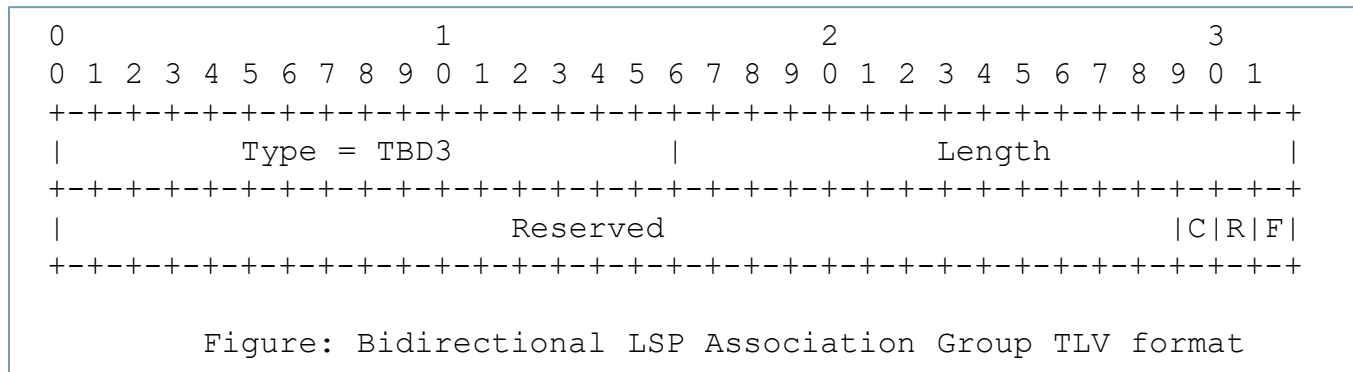 0                   1                   2                   3
0 1 2 3 4 5 6 7 8 9 0 1 2 3 4 5 6 7 8 9 0 1 2 3 4 5 6 7 8 9 0 1
+-+-+-+-+-+-+-+-+-+-+-+-+-+-+-+-+-+-+-+-+-+-+-+-+-+-+-+-+-+-+-+-+
|         Type = TBD3           |             Length            |
+-+-+-+-+-+-+-+-+-+-+-+-+-+-+-+-+-+-+-+-+-+-+-+-+-+-+-+-+-+-+-+-+
|                       Reserved                          |C|R|F|
+-+-+-+-+-+-+-+-+-+-+-+-+-+-+-+-+-+-+-+-+-+-+-+-+-+-+-+-+-+-+-+-+
Figure: Bidirectional LSP Association Group TLV format